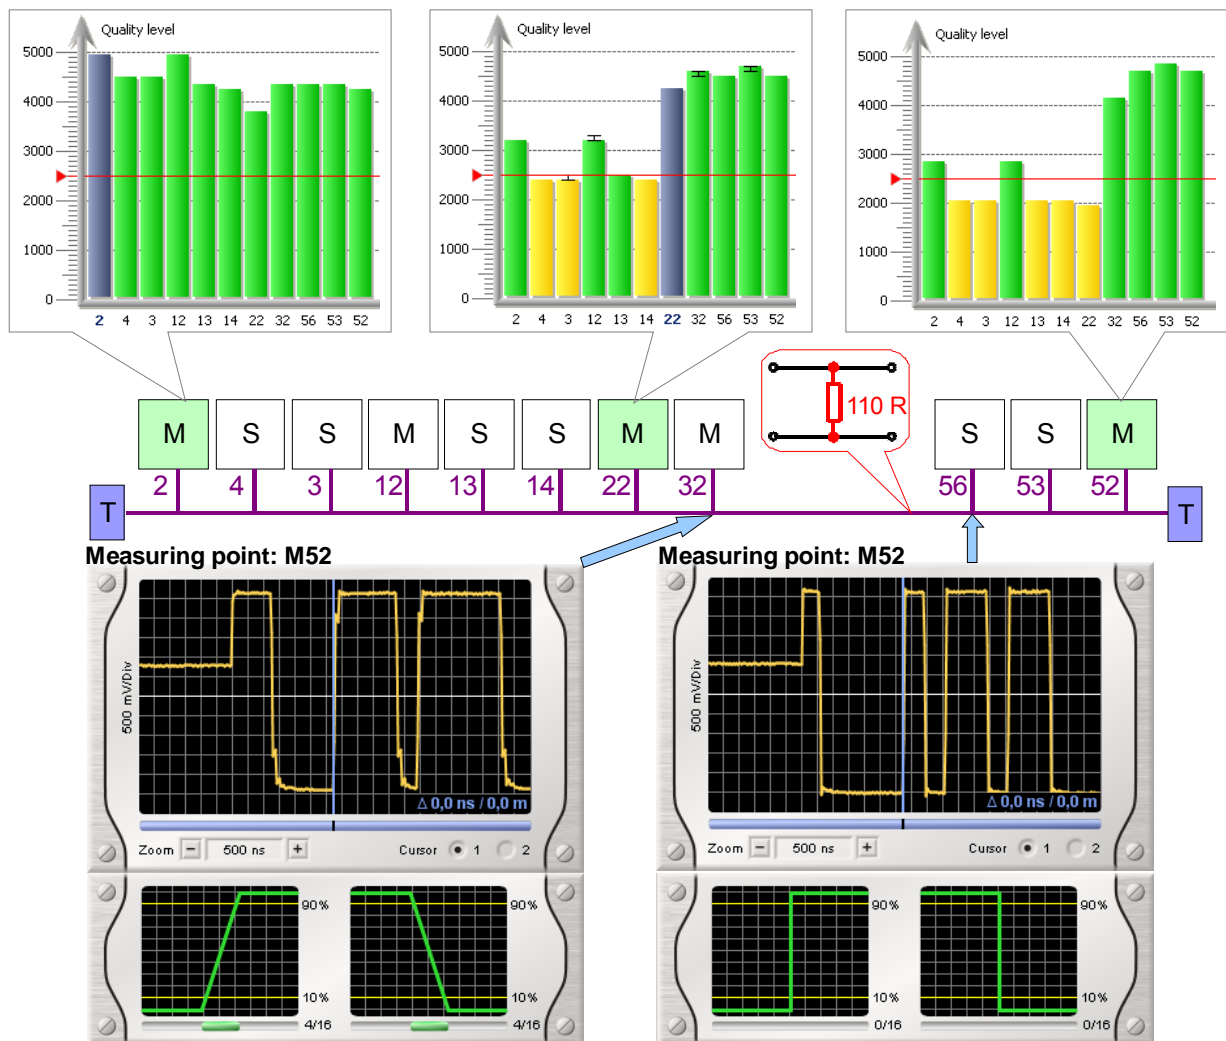 Quality level
5000
4000
3000
2000
1000
0
2 4 3 12 13 14 22 32 56 53 52
Quality level
5000
4000
3000
2000
1000
0
2 4 3 12 13 14 22 32 56 53 52
Quality level
5000
4000
3000
2000
1000
0
2 4 3 12 13 14 22 32 56 53 52
110 R
M S S M S S M M S S M
2 4 3 12 13 14 22 32 56 53 52
T T
Measuring point: M52
500 mV/Div
Δ 0,0 ns / 0,0 m
Zoom − 500 ns + Cursor 1 2
90%
10%
4/16
90%
10%
4/16
Measuring point: M52
500 mV/Div
Δ 0,0 ns / 0,0 m
Zoom − 500 ns + Cursor 1 2
90%
10%
0/16
90%
10%
0/16